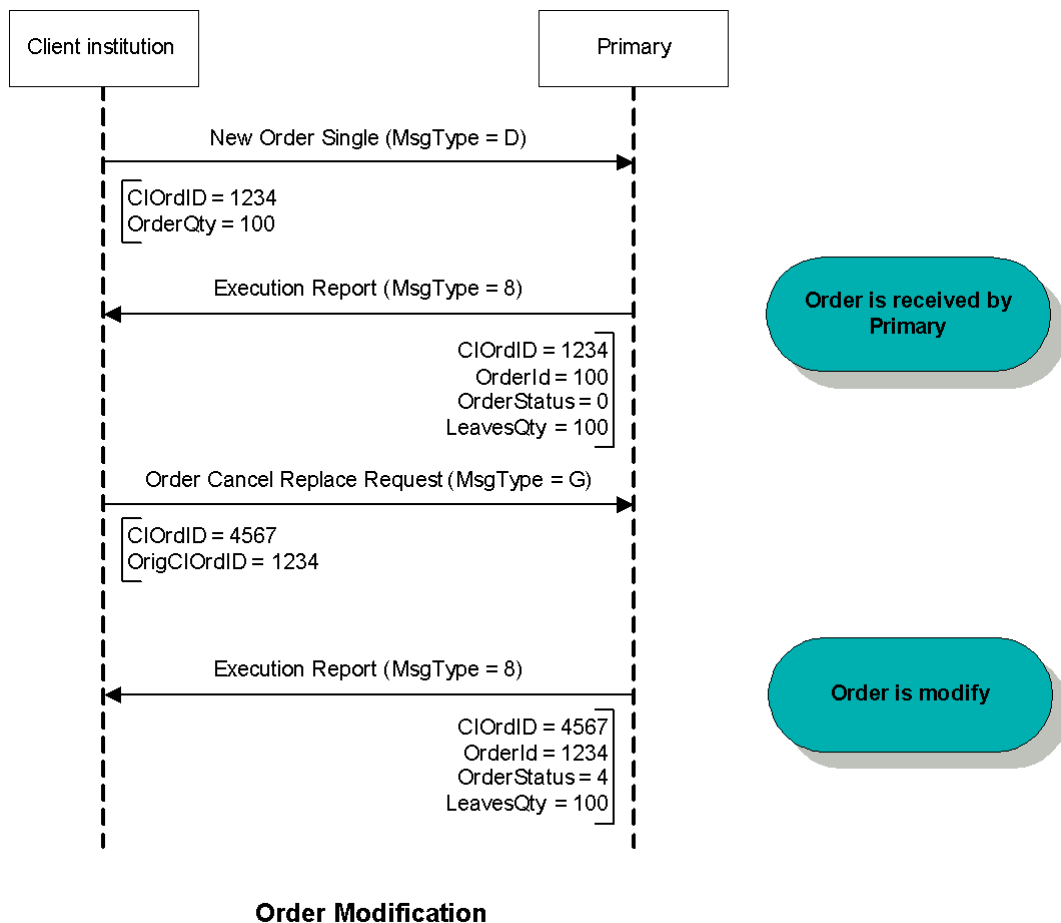 Client institution
Primary
New Order Single (MsgType = D)
ClOrdID = 1234
OrderQty = 100
Execution Report (MsgType = 8)
Order is received by
Primary
ClOrdID = 1234
OrderId = 100
OrderStatus = 0
LeavesQty = 100
Order Cancel Replace Request (MsgType = G)
ClOrdID = 4567
OrigClOrdID = 1234
Execution Report (MsgType = 8)
Order is modify
ClOrdID = 4567
OrderId = 1234
OrderStatus = 4
LeavesQty = 100
Order Modification